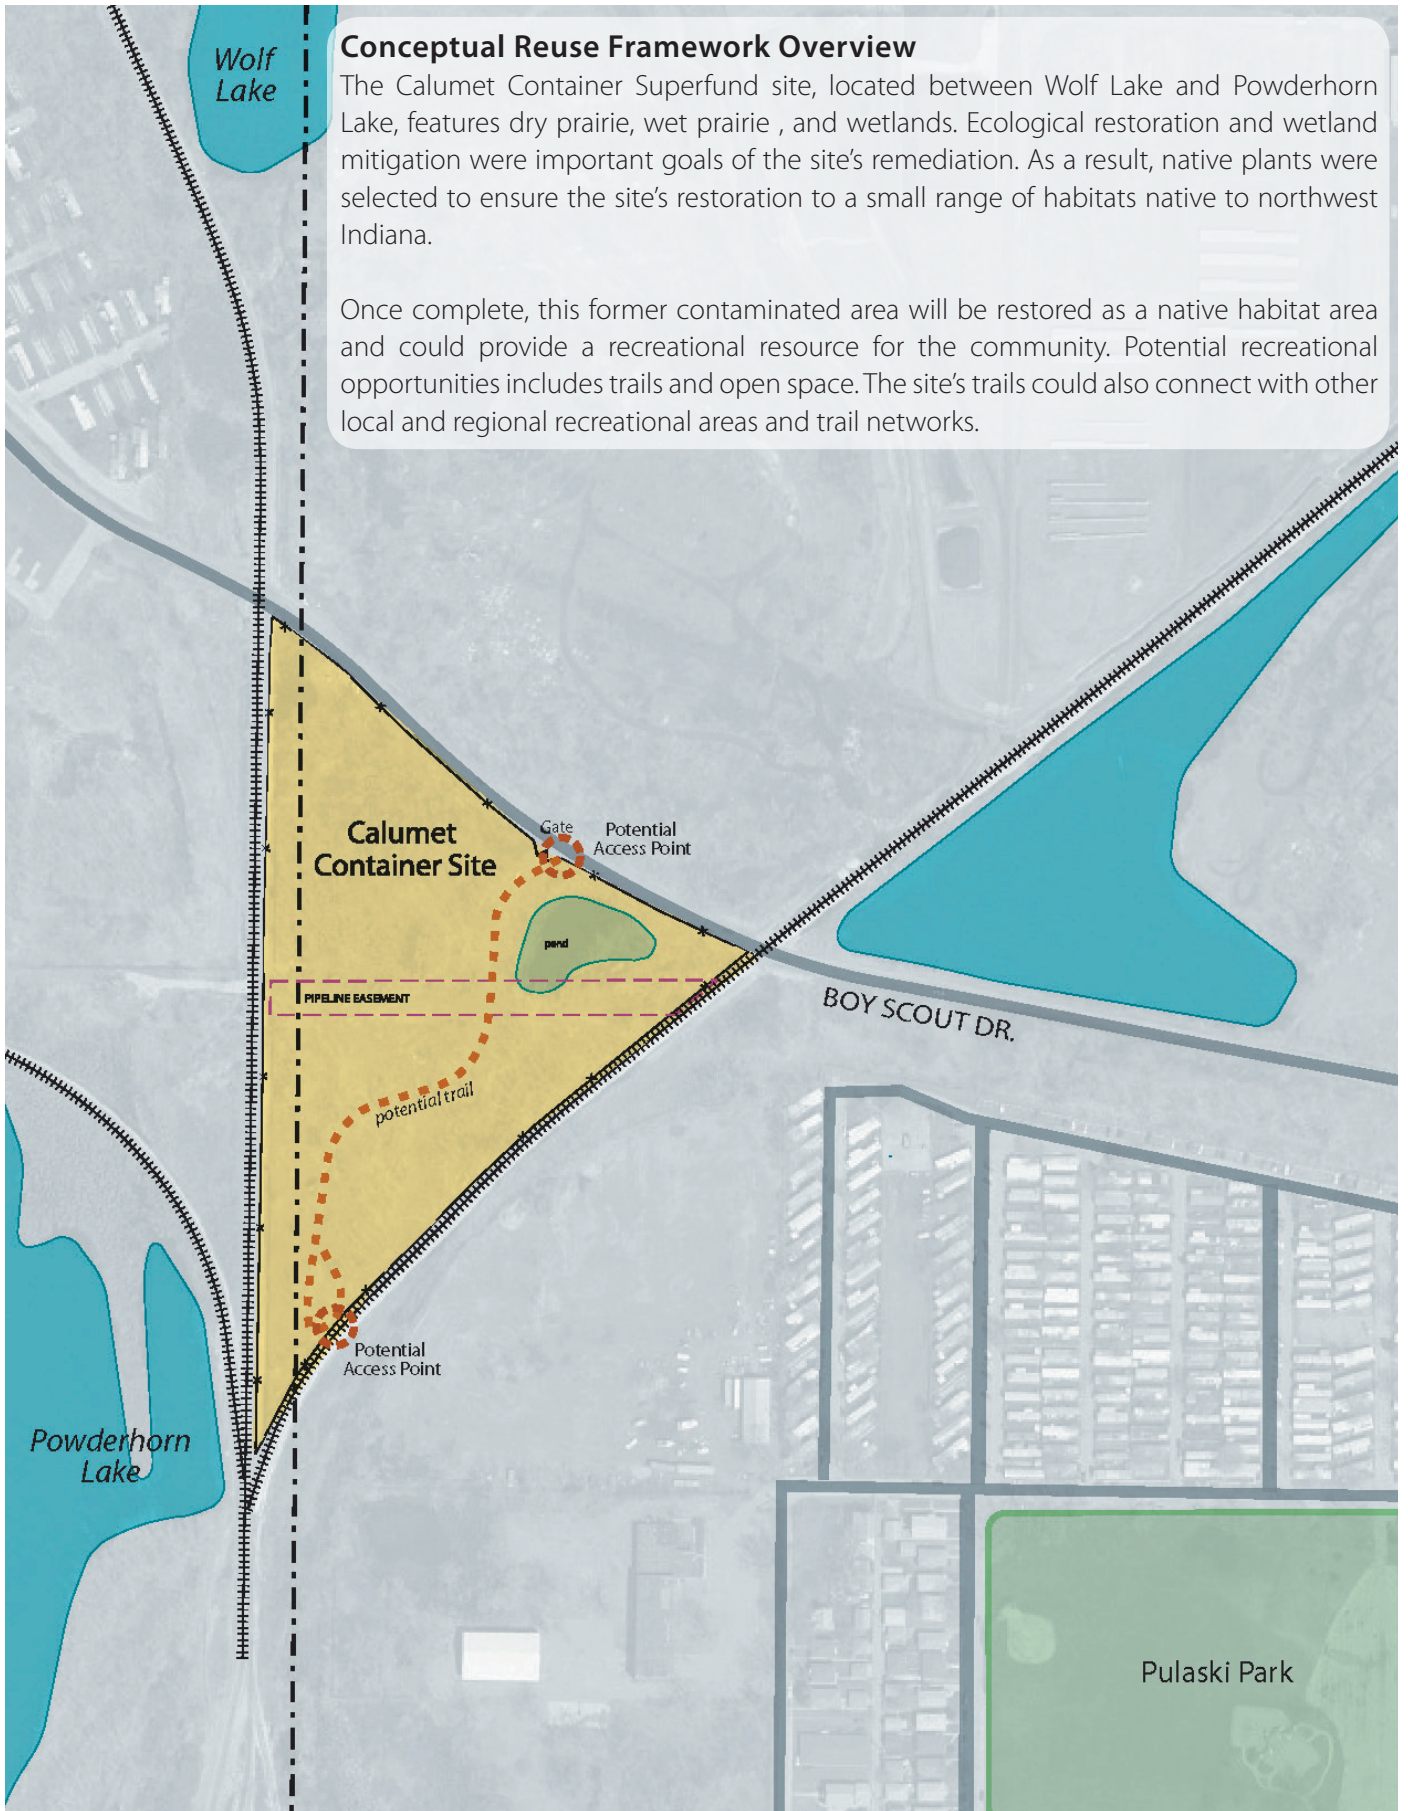 Wolf
Lake
Conceptual Reuse Framework Overview
The Calumet Container Superfund site, located between Wolf Lake and Powderhorn
Lake, features dry prairie, wet prairie , and wetlands. Ecological restoration and wetland
mitigation were important goals of the site's remediation. As a result, native plants were
selected to ensure the site's restoration to a small range of habitats native to northwest
Indiana.
Once complete, this former contaminated area will be restored as a native habitat area
and could provide a recreational resource for the community. Potential recreational
opportunities includes trails and open space. The site's trails could also connect with other
local and regional recreational areas and trail networks.
Gate
Potential
Access Point
Calumet
Container Site
pond
PIPELINE EASEMENT
BOY SCOUT DR.
potential trail
Potential
Access Point
Powderhorn
Lake
Pulaski Park